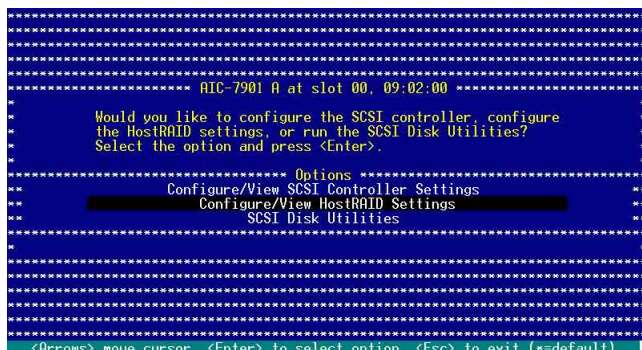 AIC-7901 A at slot 00, 09:02:00
Would you like to configure the SCSI controller, configure
the HostRAID settings, or run the SCSI Disk Utilities?
Select the option and press <Enter>.
Options
Configure/View SCSI Controller Settings
Configure/View HostRAID Settings
SCSI Disk Utilities
<Arrows> move cursor, <Enter> to select option, <Esc> to exit (*=default)